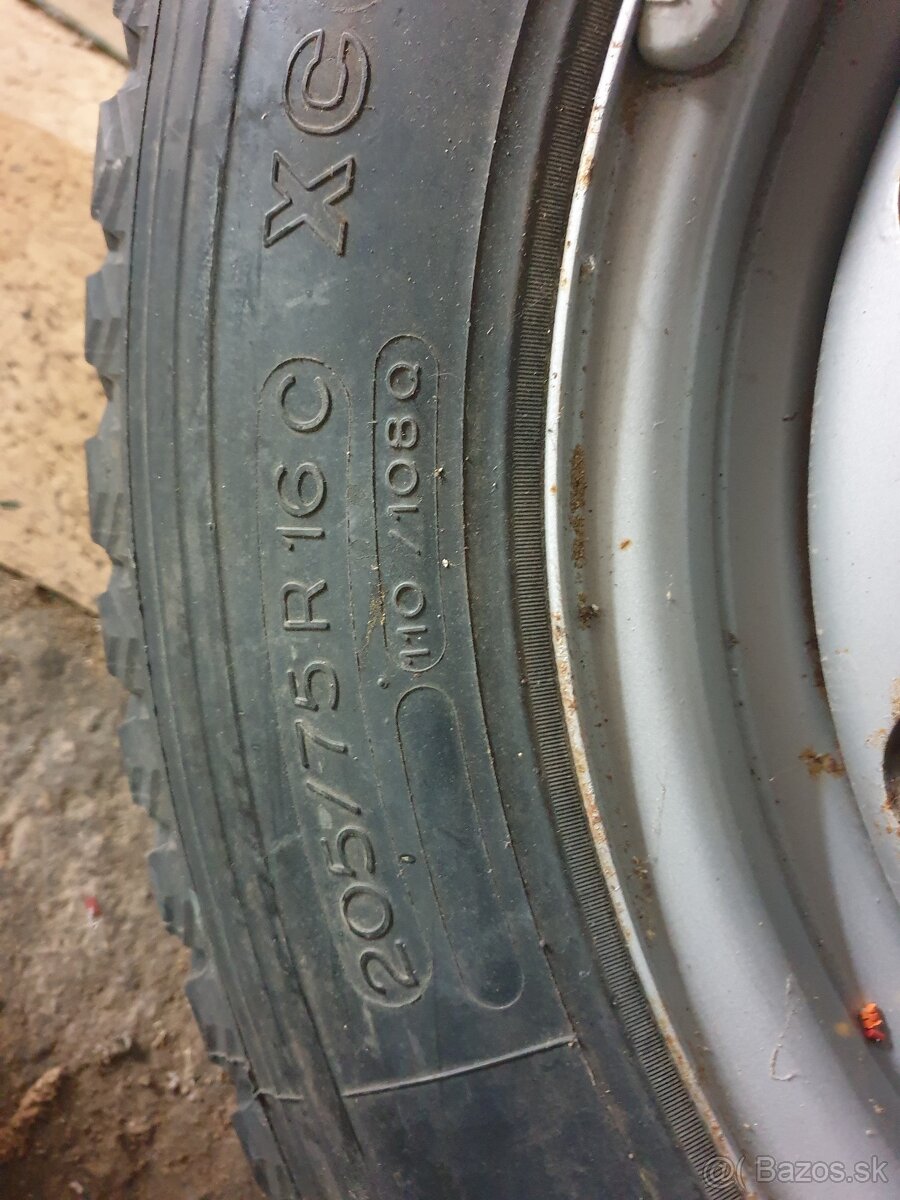 XC
205/75 R 16 C
110/108Q
Bazos.sk